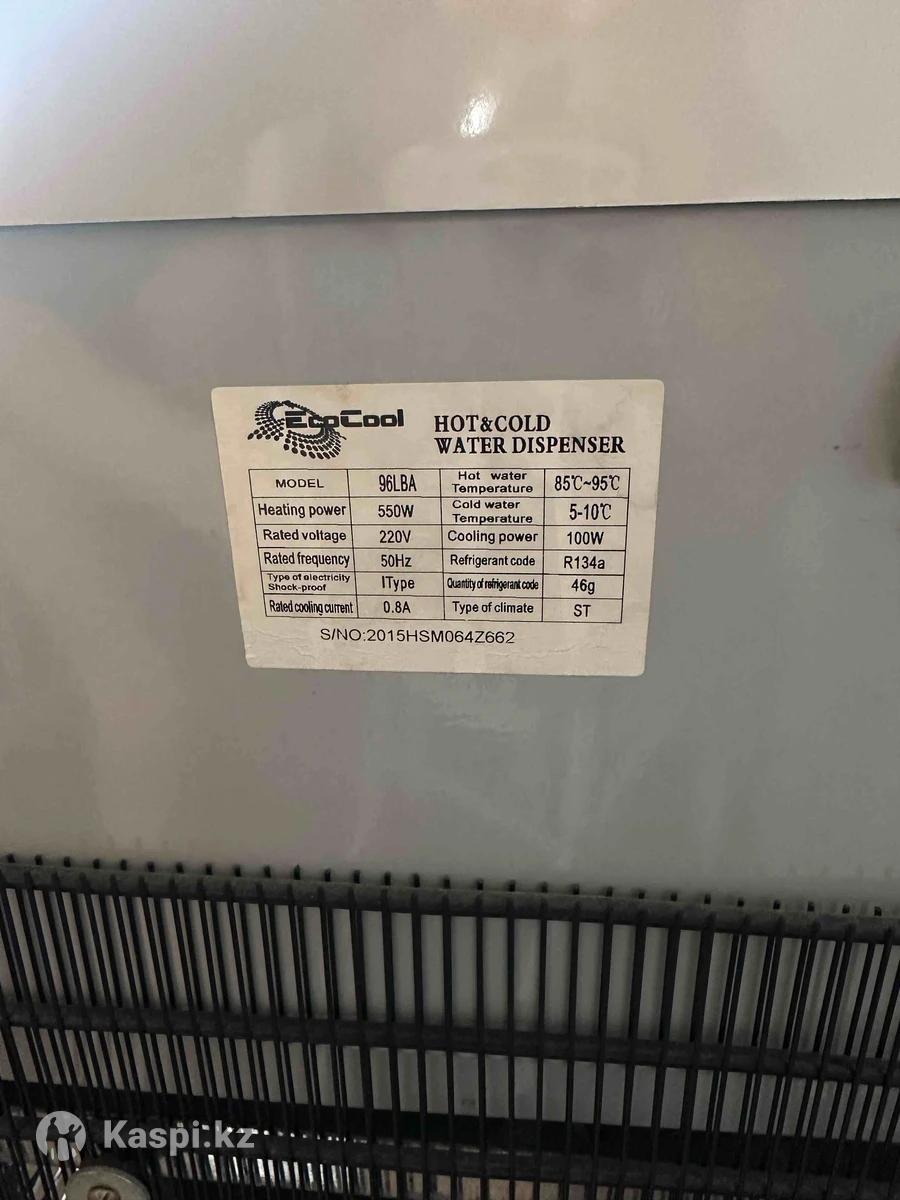 EcoCool
HOT&COLD
WATER DISPENSER
MODEL 96LBA Hot water Temperature 85℃~95℃
Heating power 550W Cold water Temperature 5-10℃
Rated voltage 220V Cooling power 100W
Rated frequency 50Hz Refrigerant code R134a
Type of electricity Shock-proof IType Quantity of refrigerant code 46g
Rated cooling current 0.8A Type of climate ST
S/NO:2015HSM064Z662
Kaspi.kz